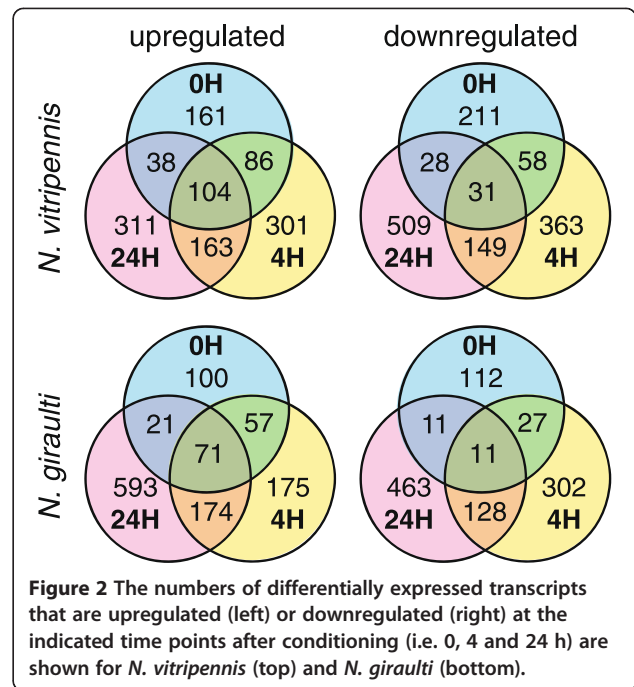 upregulated downregulated
N. vitripennis
0H
161
38 86
104
311 301
24H 163 4H
0H
211
28 58
31
509 363
24H 149 4H
N. giraulti
0H
100
21 57
71
593 175
24H 174 4H
0H
112
11 27
11
463 302
24H 128 4H
Figure 2 The numbers of differentially expressed transcripts
that are upregulated (left) or downregulated (right) at the
indicated time points after conditioning (i.e. 0, 4 and 24 h) are
shown for N. vitripennis (top) and N. giraulti (bottom).